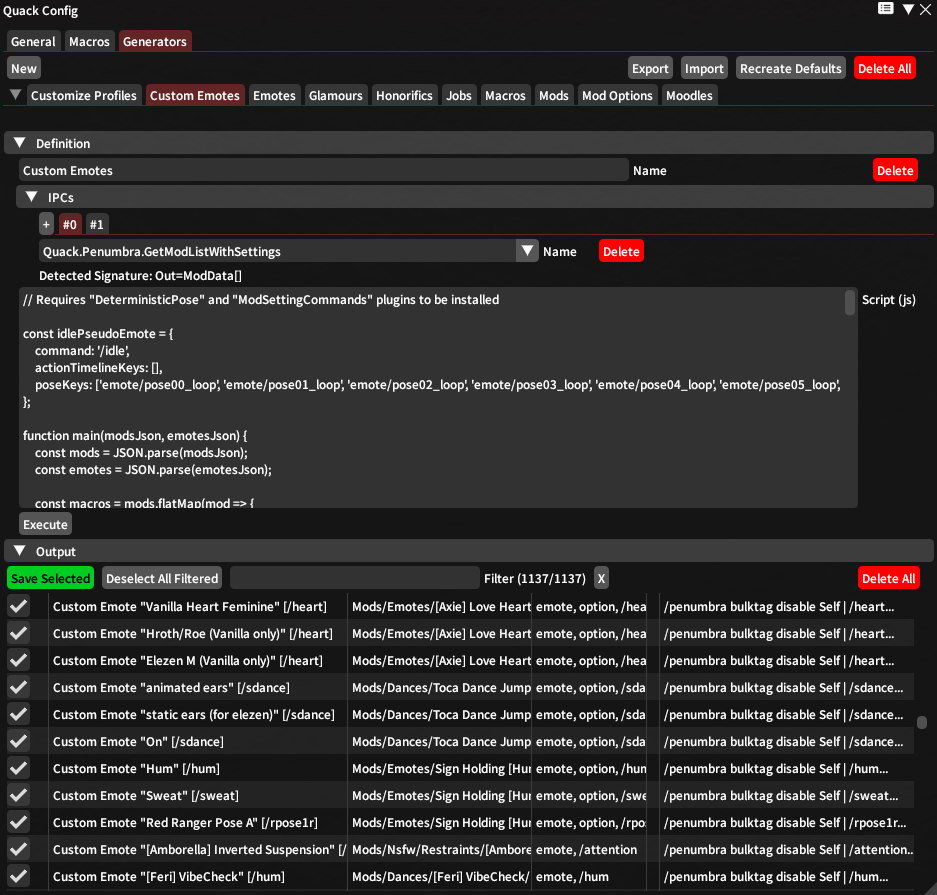 Quack Config
General Macros Generators
New Export Import Recreate Defaults Delete All
Customize Profiles Custom Emotes Emotes Glamours Honorifics Jobs Macros Mods Mod Options Moodles
Definition
Custom Emotes Name Delete
IPCs
+ #0 #1
Quack.Penumbra.GetModListWithSettings Name Delete
Detected Signature: Out=ModData[]
// Requires "DeterministicPose" and "ModSettingCommands" plugins to be installed Script (js)
const idlePseudoEmote = {
command: '/idle',
actionTimelineKeys: [],
poseKeys: ['emote/pose00_loop', 'emote/pose01_loop', 'emote/pose02_loop', 'emote/pose03_loop', 'emote/pose04_loop', 'emote/pose05_loop',
};
function main(modsJson, emotesJson) {
const mods = JSON.parse(modsJson);
const emotes = JSON.parse(emotesJson);
const macros = mods.flatMap(mod => {
Execute
Output
Save Selected Deselect All Filtered Filter (1137/1137) X Delete All
Custom Emote "Vanilla Heart Feminine" [/heart] Mods/Emotes/[Axie] Love Heart emote, option, /hea /penumbra bulktag disable Self | /heart...
Custom Emote "Hroth/Roe (Vanilla only)" [/heart] Mods/Emotes/[Axie] Love Heart emote, option, /hea /penumbra bulktag disable Self | /heart...
Custom Emote "Elezen M (Vanilla only)" [/heart] Mods/Emotes/[Axie] Love Heart emote, option, /hea /penumbra bulktag disable Self | /heart...
Custom Emote "animated ears" [/sdance] Mods/Dances/Toca Dance Jump emote, option, /sda /penumbra bulktag disable Self | /sdance...
Custom Emote "static ears (for elezen)" [/sdance] Mods/Dances/Toca Dance Jump emote, option, /sda /penumbra bulktag disable Self | /sdance...
Custom Emote "On" [/sdance] Mods/Dances/Toca Dance Jump emote, option, /sda /penumbra bulktag disable Self | /sdance...
Custom Emote "Hum" [/hum] Mods/Emotes/Sign Holding [Hu emote, option, /hum /penumbra bulktag disable Self | /hum...
Custom Emote "Sweat" [/sweat] Mods/Emotes/Sign Holding [Hu emote, option, /swe /penumbra bulktag disable Self | /sweat...
Custom Emote "Red Ranger Pose A" [/rpose1r] Mods/Emotes/Sign Holding [Hu emote, option, /rpo /penumbra bulktag disable Self | /rpose1r...
Custom Emote "[Amborella] Inverted Suspension" [/ Mods/Nsfw/Restraints/[Ambore emote, /attention /penumbra bulktag disable Self | /attention...
Custom Emote "[Feri] VibeCheck" [/hum] Mods/Dances/[Feri] VibeCheck/ emote, /hum /penumbra bulktag disable Self | /hum...